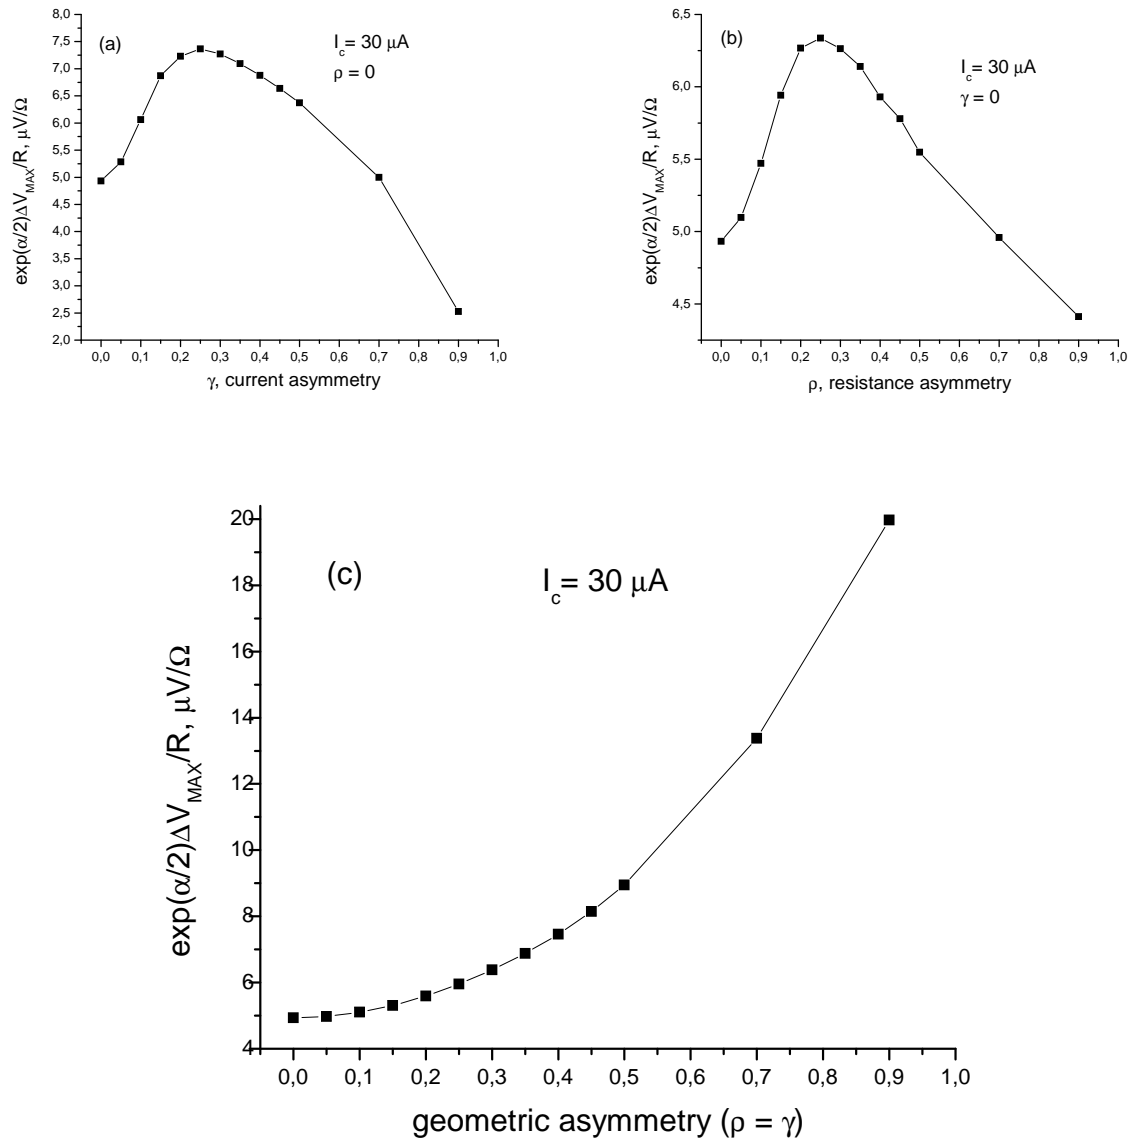 (a)
I_c = 30 μA
ρ = 0
exp(α/2)ΔV_MAX/R, μV/Ω
8,0
7,5
7,0
6,5
6,0
5,5
5,0
4,5
4,0
3,5
3,0
2,5
2,0
0,0 0,1 0,2 0,3 0,4 0,5 0,6 0,7 0,8 0,9 1,0
γ, current asymmetry
(b)
I_c = 30 μA
γ = 0
exp(α/2)ΔV_MAX/R, μV/Ω
6,5
6,0
5,5
5,0
4,5
0,0 0,1 0,2 0,3 0,4 0,5 0,6 0,7 0,8 0,9 1,0
ρ, resistance asymmetry
(c)
I_c = 30 μA
exp(α/2)ΔV_MAX/R, μV/Ω
20
18
16
14
12
10
8
6
4
0,0 0,1 0,2 0,3 0,4 0,5 0,6 0,7 0,8 0,9 1,0
geometric asymmetry (ρ = γ)